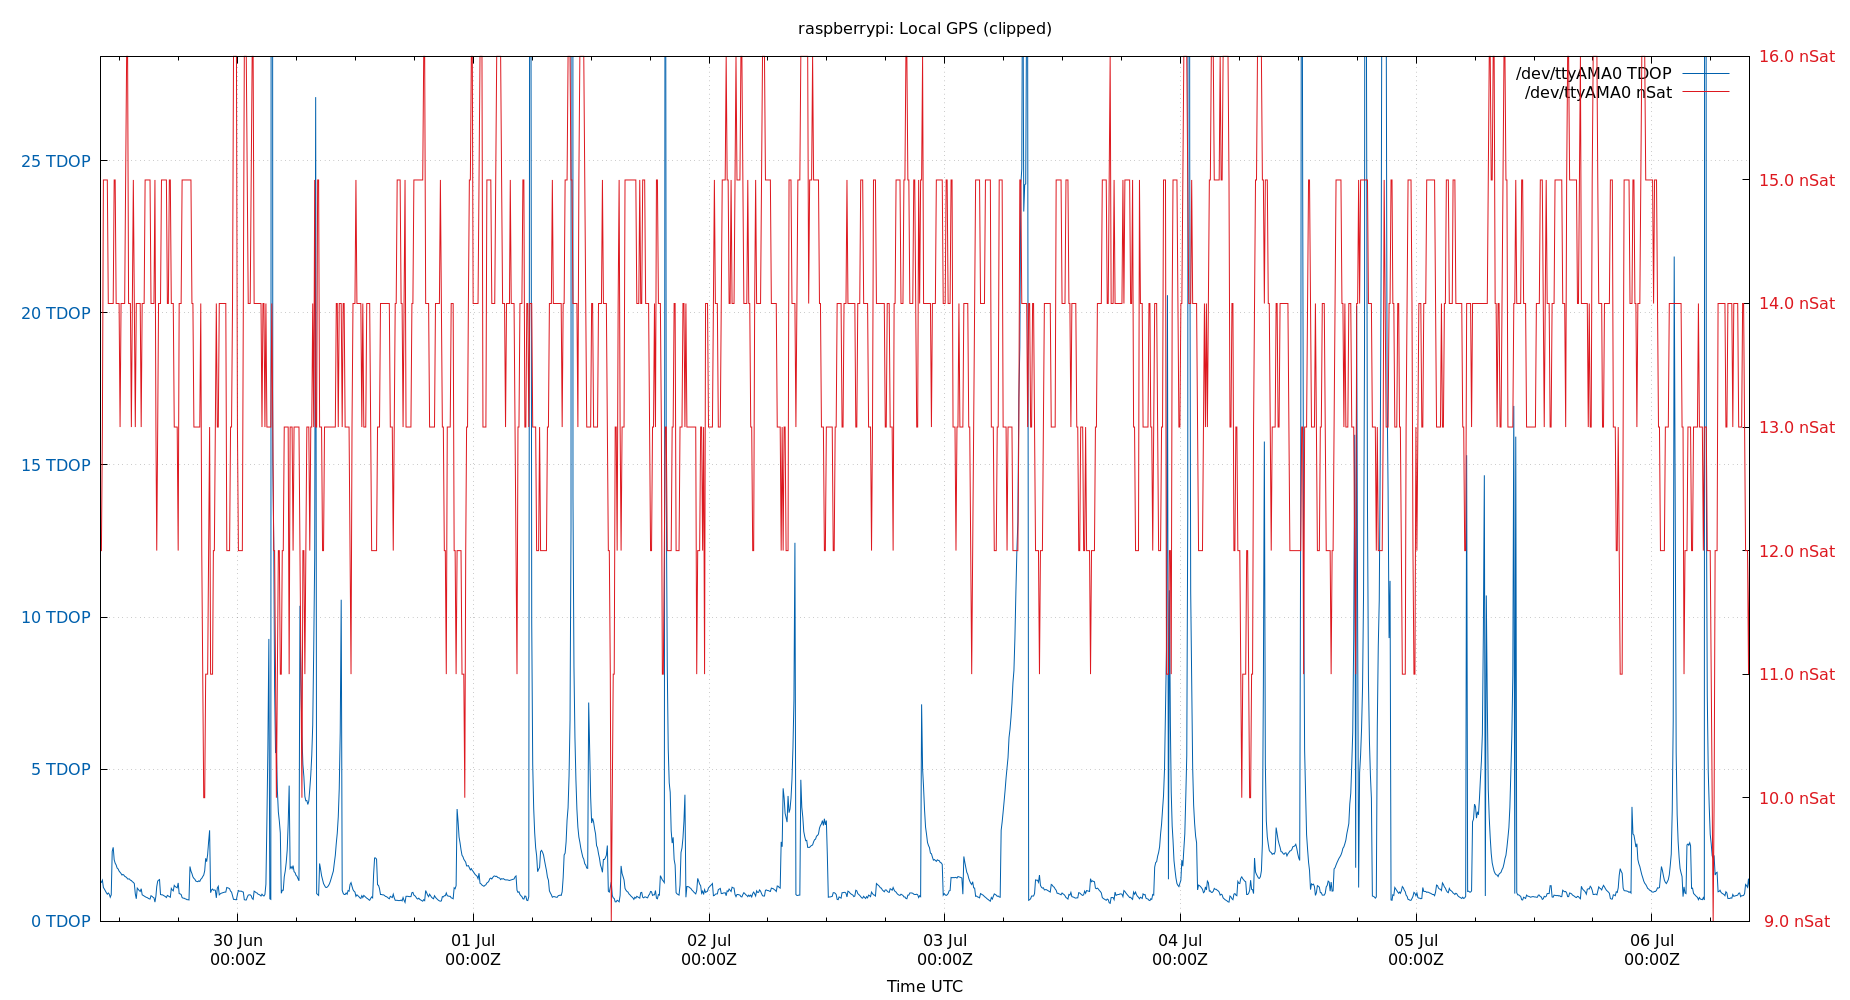 raspberrypi: Local GPS (clipped)
/dev/ttyAMA0 TDOP
/dev/ttyAMA0 nSat
25 TDOP
20 TDOP
15 TDOP
10 TDOP
5 TDOP
0 TDOP
16.0 nSat
15.0 nSat
14.0 nSat
13.0 nSat
12.0 nSat
11.0 nSat
10.0 nSat
9.0 nSat
30 Jun
00:00Z
01 Jul
00:00Z
02 Jul
00:00Z
03 Jul
00:00Z
04 Jul
00:00Z
05 Jul
00:00Z
06 Jul
00:00Z
Time UTC